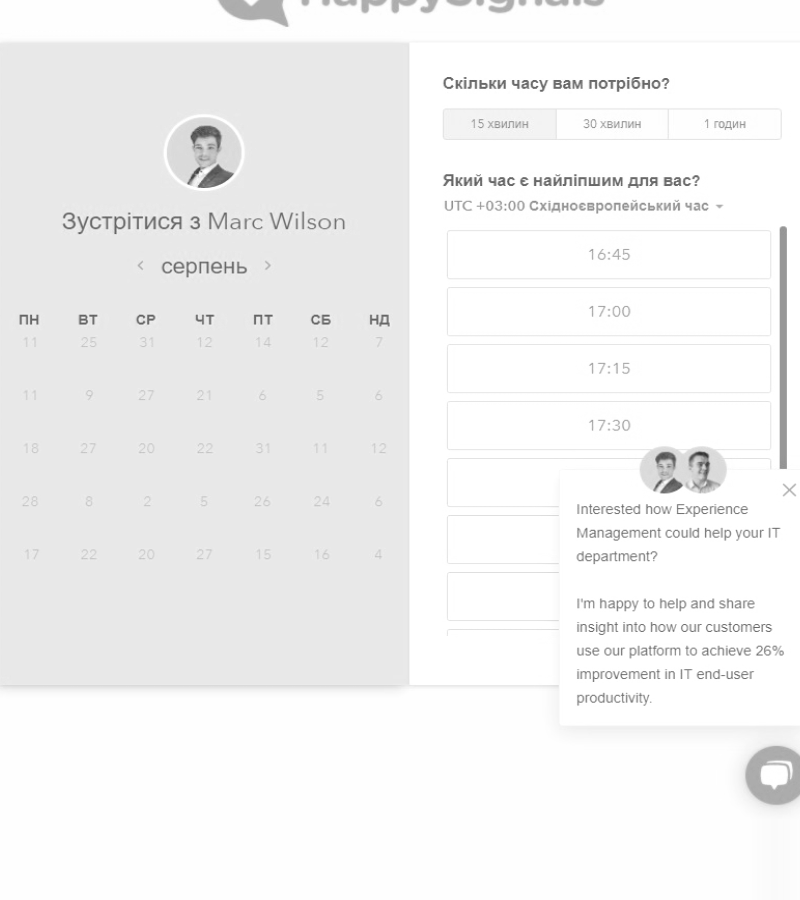 HappySignals
Зустрітися з Marc Wilson
серпень
ПН ВТ СР ЧТ ПТ СБ НД
11 25 31 12 14 12 7
11 9 27 21 6 5 6
18 27 20 22 31 11 12
28 8 2 5 26 24 6
17 22 20 27 15 16 4
Скільки часу вам потрібно?
15 хвилин 30 хвилин 1 годин
Який час є найліпшим для вас?
UTC +03:00 Східноєвропейський час
16:45
17:00
17:15
17:30
Interested how Experience
Management could help your IT
department?
I'm happy to help and share
insight into how our customers
use our platform to achieve 26%
improvement in IT end-user
productivity.